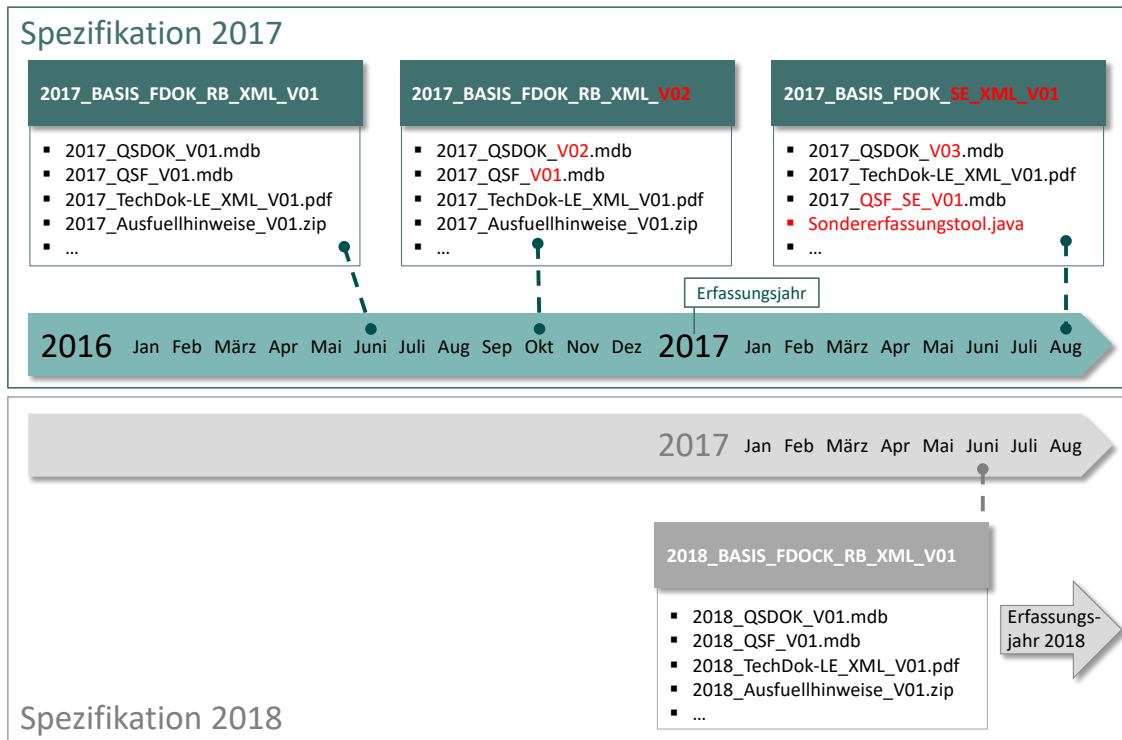 Spezifikation 2017
2017_BASIS_FDOK_RB_XML_V01
▪ 2017_QSDOK_V01.mdb
▪ 2017_QSF_V01.mdb
▪ 2017_TechDok-LE_XML_V01.pdf
▪ 2017_Ausfuellhinweise_V01.zip
▪ ...
2017_BASIS_FDOK_RB_XML_V02
▪ 2017_QSDOK_V02.mdb
▪ 2017_QSF_V01.mdb
▪ 2017_TechDok-LE_XML_V01.pdf
▪ 2017_Ausfuellhinweise_V01.zip
▪ ...
2017_BASIS_FDOK_SE_XML_V01
▪ 2017_QSDOK_V03.mdb
▪ 2017_TechDok-LE_XML_V01.pdf
▪ 2017_QSF_SE_V01.mdb
▪ Sondererfassungstool.java
▪ ...
Erfassungsjahr
2016 Jan Feb März Apr Mai Juni Juli Aug Sep Okt Nov Dez 2017 Jan Feb März Apr Mai Juni Juli Aug
2017 Jan Feb März Apr Mai Juni Juli Aug
2018_BASIS_FDOCK_RB_XML_V01
▪ 2018_QSDOK_V01.mdb
▪ 2018_QSF_V01.mdb
▪ 2018_TechDok-LE_XML_V01.pdf
▪ 2018_Ausfuellhinweise_V01.zip
▪ ...
Erfassungs-
jahr 2018
Spezifikation 2018